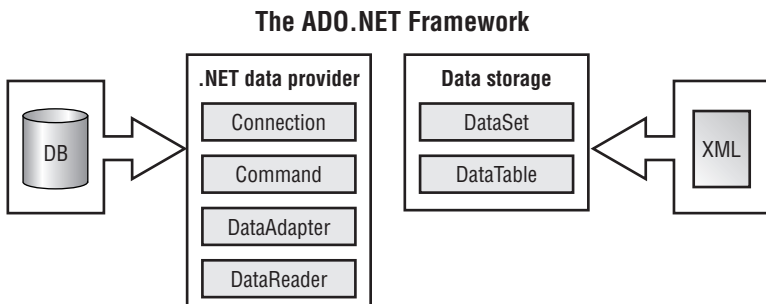 The ADO.NET Framework
.NET data provider
Data storage
DB
Connection
Command
DataAdapter
DataReader
DataSet
DataTable
XML